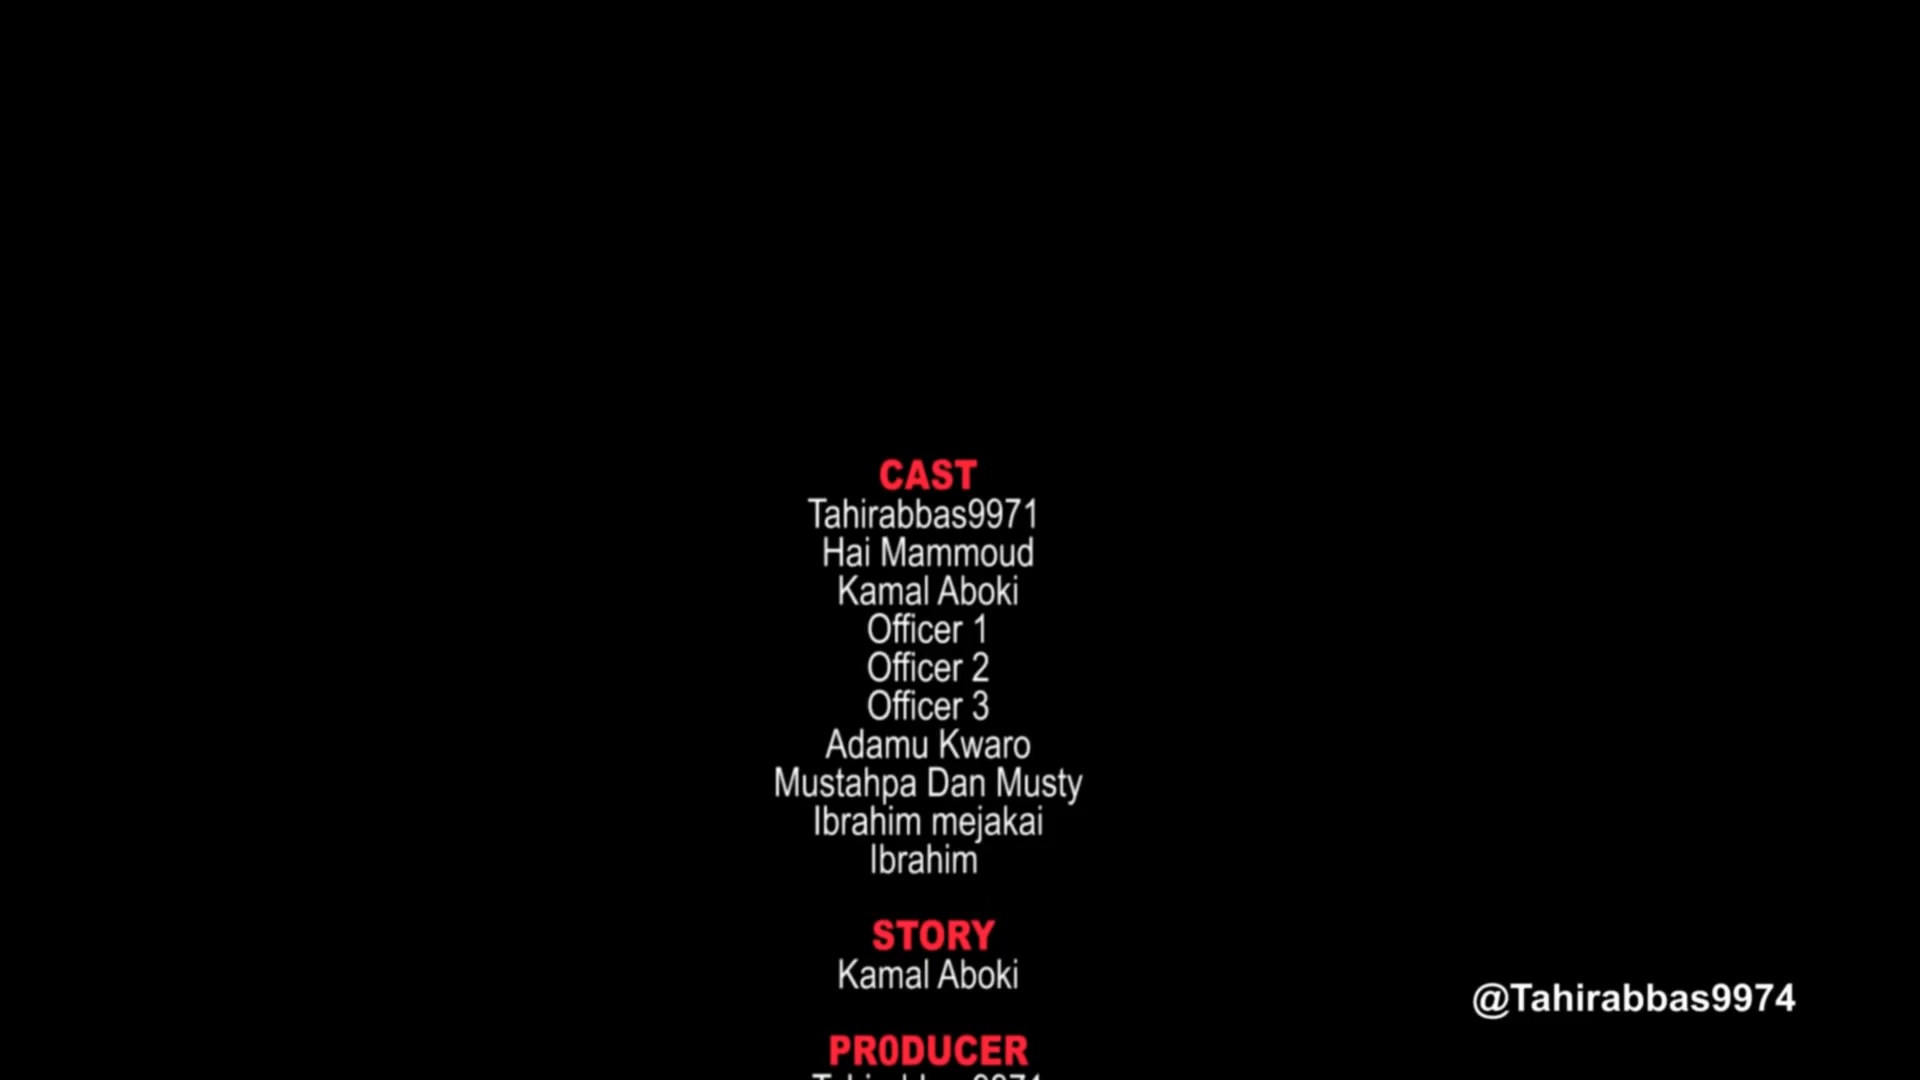 CAST
Tahirabbas9971
Hai Mammoud
Kamal Aboki
Officer 1
Officer 2
Officer 3
Adamu Kwaro
Mustahpa Dan Musty
Ibrahim mejakai
Ibrahim
STORY
Kamal Aboki
@Tahirabbas9974
PR0DUCER